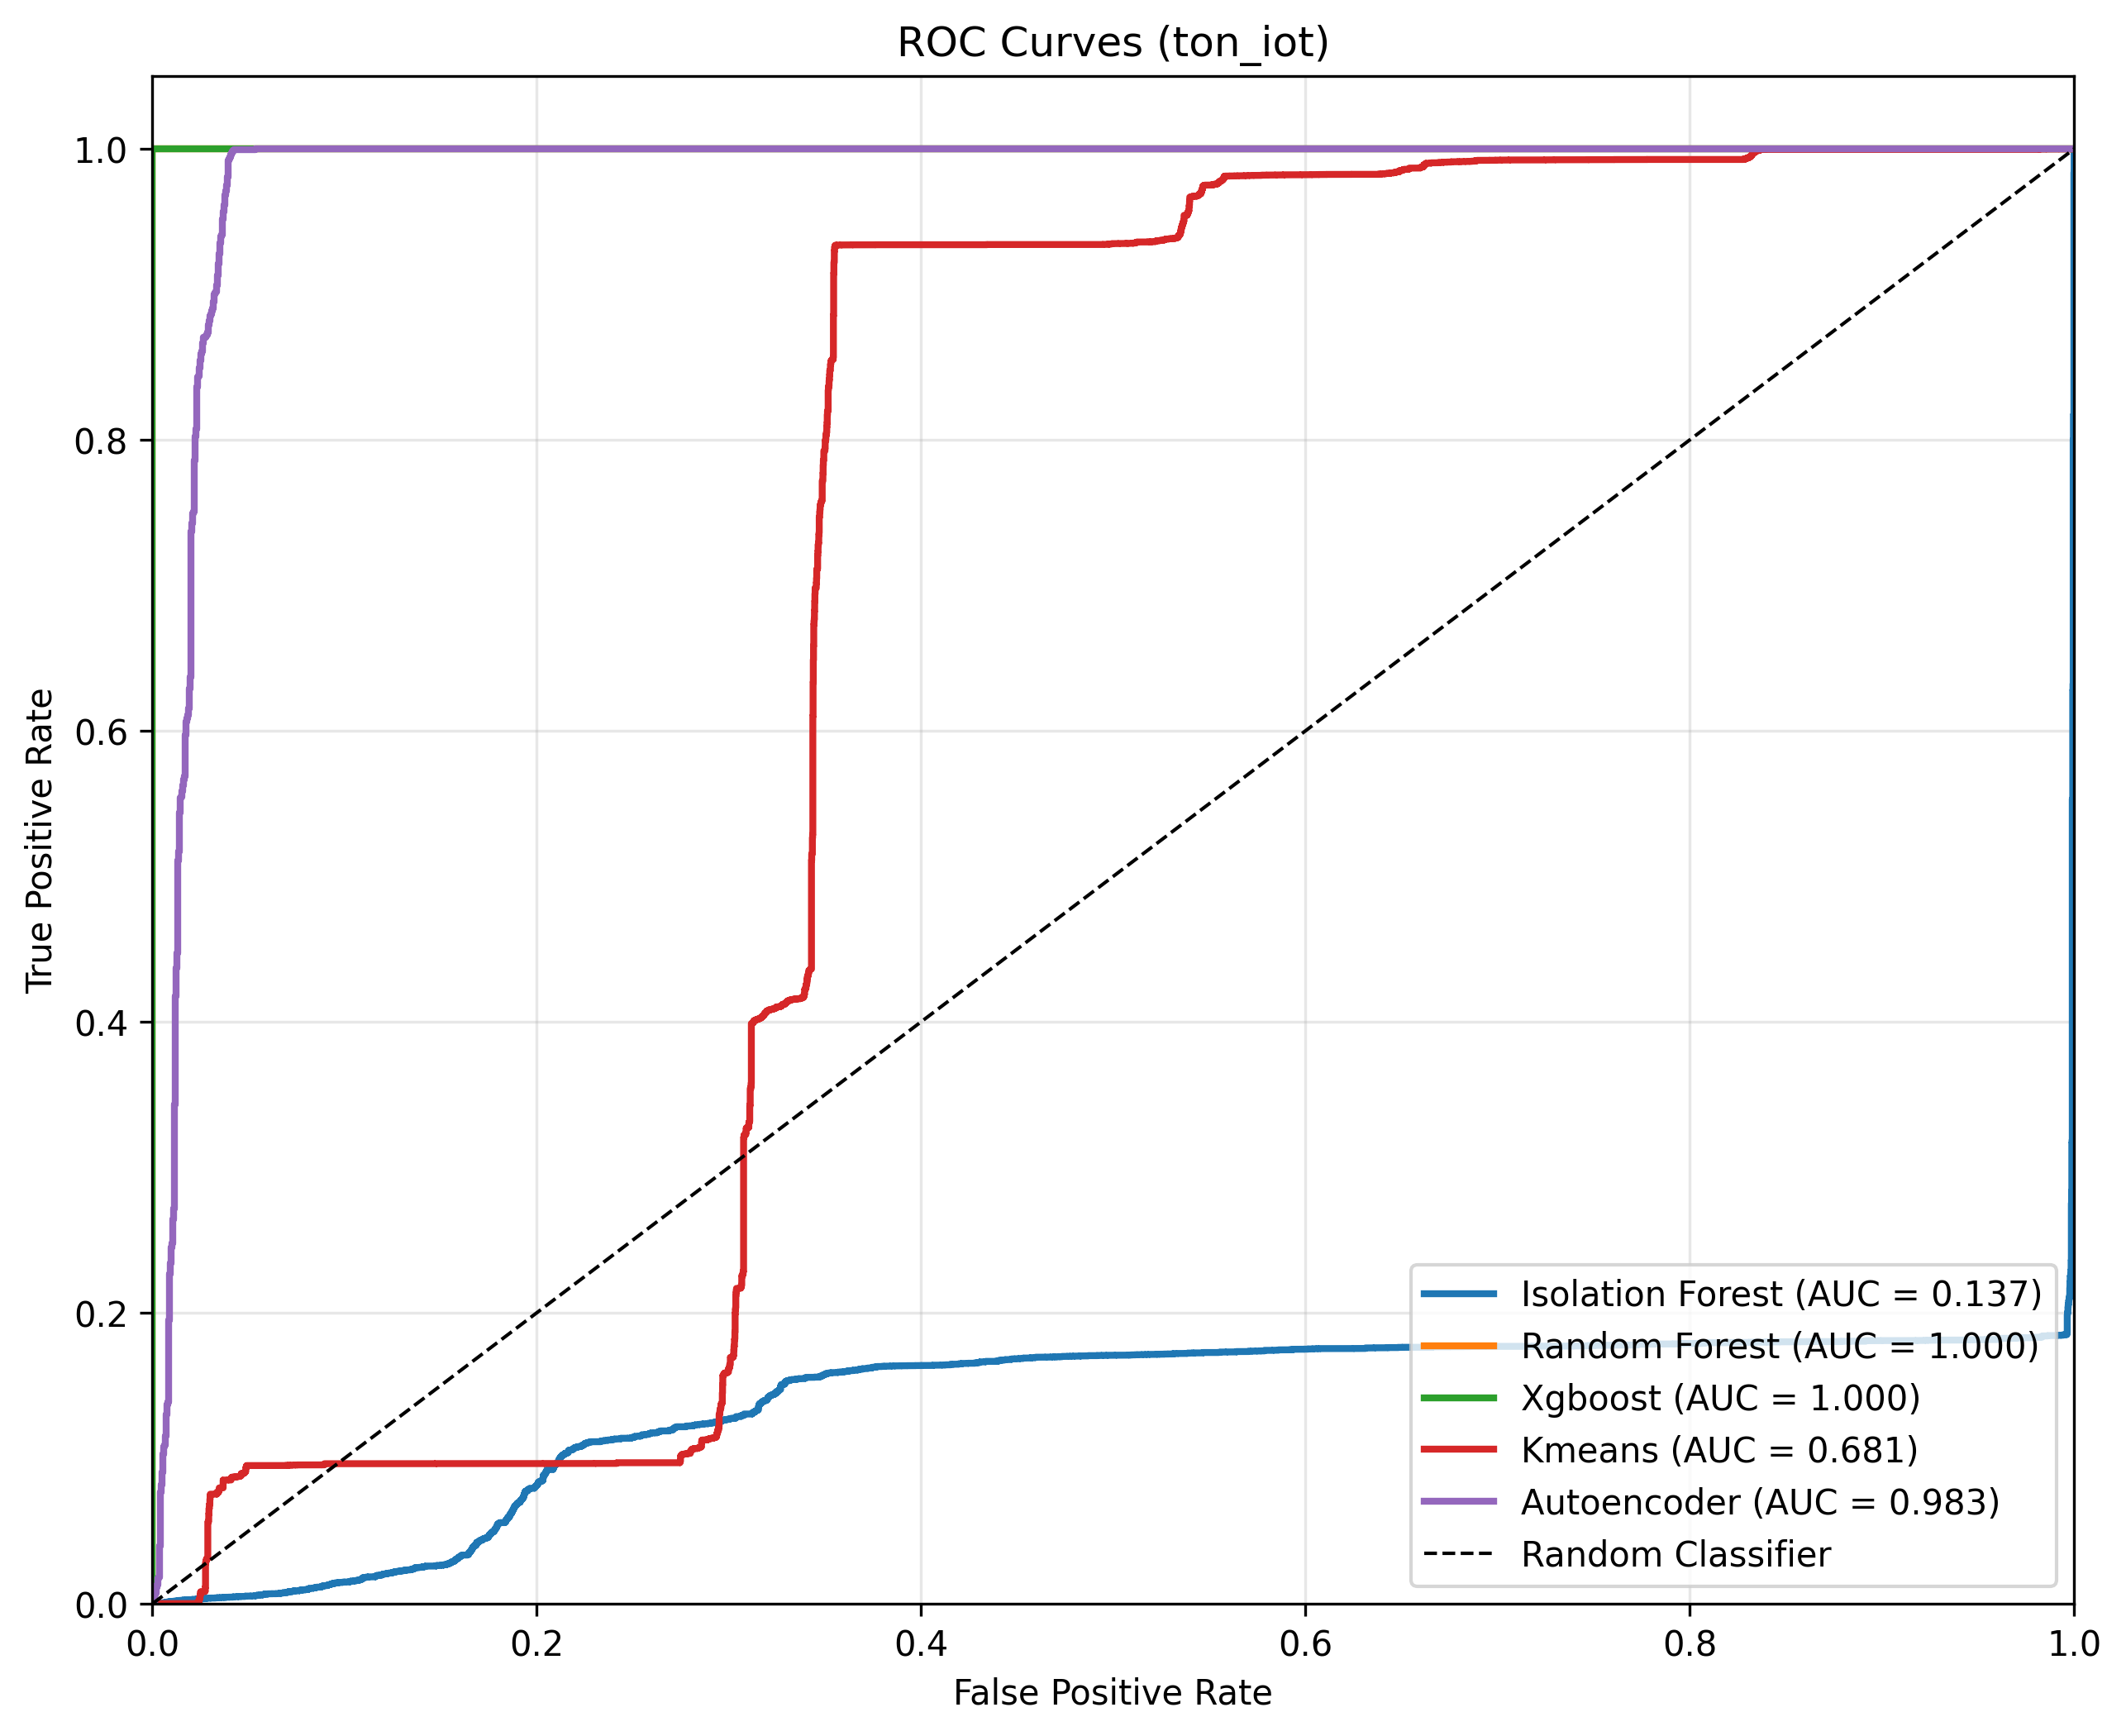 ROC Curves (ton_iot)
True Positive Rate
1.0
0.8
0.6
0.4
0.2
0.0
0.0 0.2 0.4 0.6 0.8 1.0
False Positive Rate
Isolation Forest (AUC = 0.137)
Random Forest (AUC = 1.000)
Xgboost (AUC = 1.000)
Kmeans (AUC = 0.681)
Autoencoder (AUC = 0.983)
Random Classifier